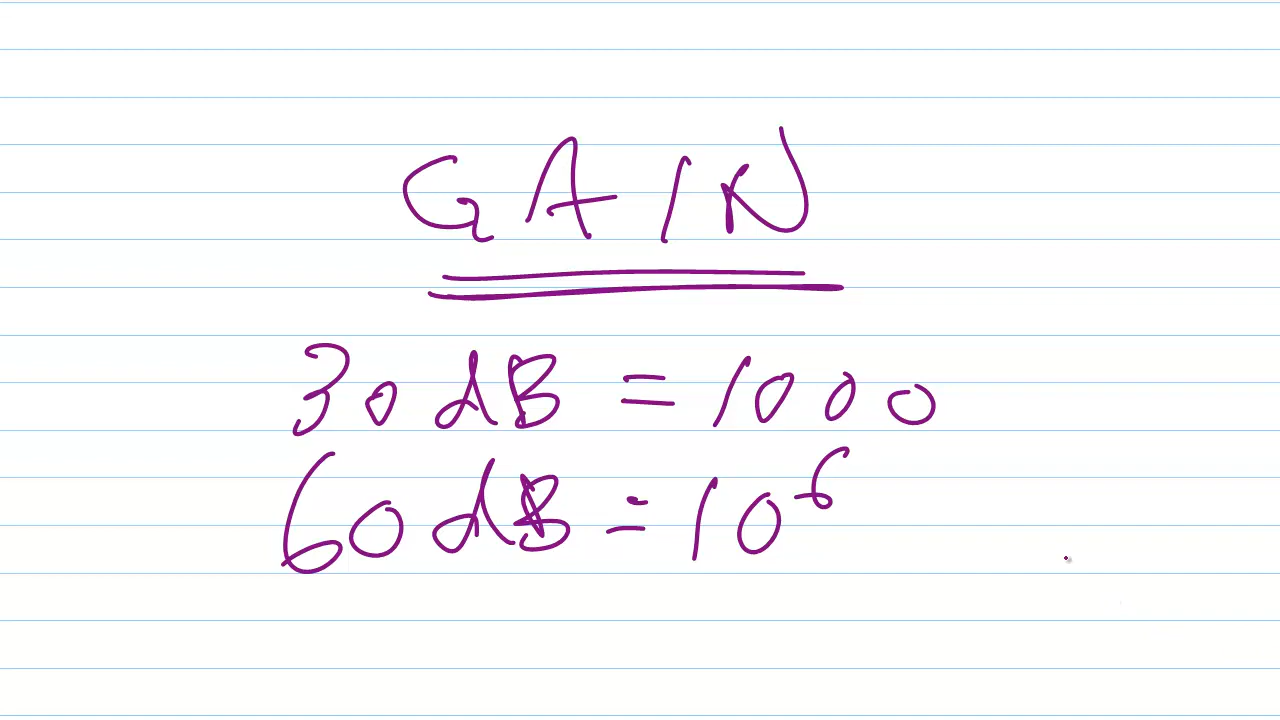 GAIN
30 dB = 1000
60 dB = 10⁶